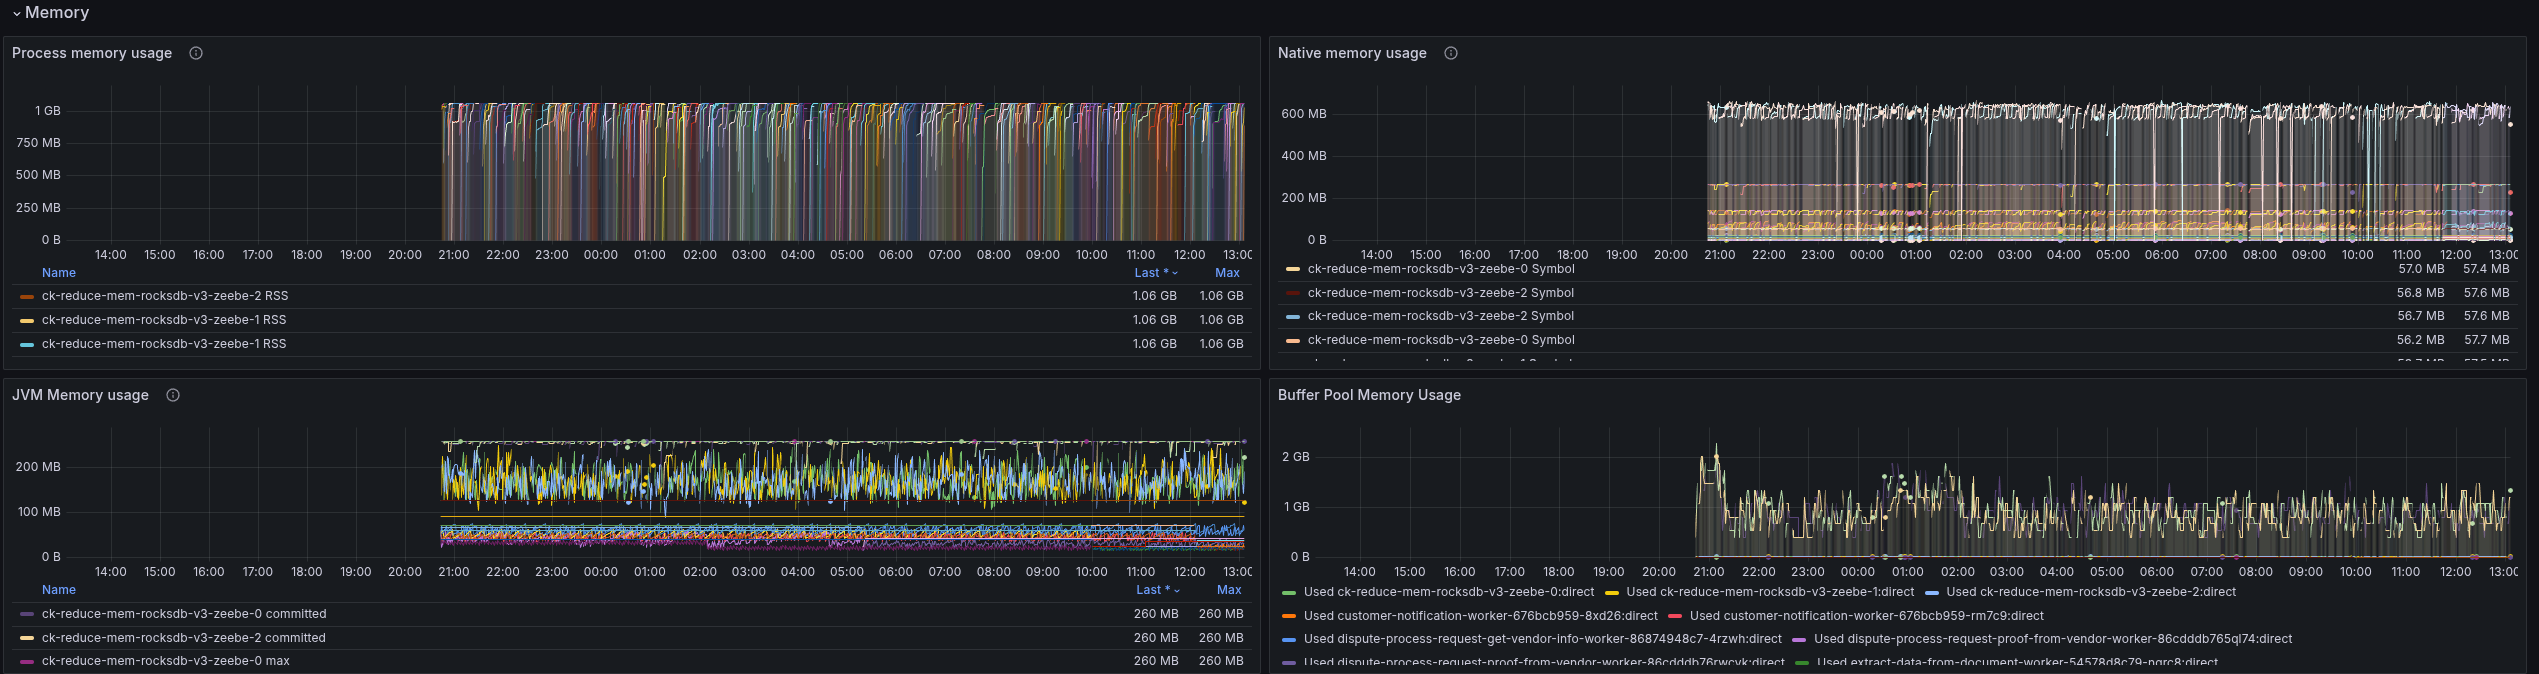 Memory
Process memory usage
1 GB
750 MB
500 MB
250 MB
0 B
14:00 15:00 16:00 17:00 18:00 19:00 20:00 21:00 22:00 23:00 00:00 01:00 02:00 03:00 04:00 05:00 06:00 07:00 08:00 09:00 10:00 11:00 12:00 13:00
Name Last * Max
ck-reduce-mem-rocksdb-v3-zeebe-2 RSS 1.06 GB 1.06 GB
ck-reduce-mem-rocksdb-v3-zeebe-1 RSS 1.06 GB 1.06 GB
ck-reduce-mem-rocksdb-v3-zeebe-1 RSS 1.06 GB 1.06 GB
Native memory usage
600 MB
400 MB
200 MB
0 B
14:00 15:00 16:00 17:00 18:00 19:00 20:00 21:00 22:00 23:00 00:00 01:00 02:00 03:00 04:00 05:00 06:00 07:00 08:00 09:00 10:00 11:00 12:00 13:00
ck-reduce-mem-rocksdb-v3-zeebe-0 Symbol 57.0 MB 57.4 MB
ck-reduce-mem-rocksdb-v3-zeebe-2 Symbol 56.8 MB 57.6 MB
ck-reduce-mem-rocksdb-v3-zeebe-2 Symbol 56.7 MB 57.6 MB
ck-reduce-mem-rocksdb-v3-zeebe-0 Symbol 56.2 MB 57.7 MB
JVM Memory usage
200 MB
100 MB
0 B
14:00 15:00 16:00 17:00 18:00 19:00 20:00 21:00 22:00 23:00 00:00 01:00 02:00 03:00 04:00 05:00 06:00 07:00 08:00 09:00 10:00 11:00 12:00 13:00
Name Last * Max
ck-reduce-mem-rocksdb-v3-zeebe-0 committed 260 MB 260 MB
ck-reduce-mem-rocksdb-v3-zeebe-2 committed 260 MB 260 MB
ck-reduce-mem-rocksdb-v3-zeebe-0 max 260 MB 260 MB
Buffer Pool Memory Usage
2 GB
1 GB
0 B
14:00 15:00 16:00 17:00 18:00 19:00 20:00 21:00 22:00 23:00 00:00 01:00 02:00 03:00 04:00 05:00 06:00 07:00 08:00 09:00 10:00 11:00 12:00 13:00
Used ck-reduce-mem-rocksdb-v3-zeebe-0:direct Used ck-reduce-mem-rocksdb-v3-zeebe-1:direct Used ck-reduce-mem-rocksdb-v3-zeebe-2:direct
Used customer-notification-worker-676bcb959-8xd26:direct Used customer-notification-worker-676bcb959-rm7c9:direct
Used dispute-process-request-get-vendor-info-worker-86874948c7-4rzwh:direct Used dispute-process-request-proof-from-vendor-worker-86cdddb765ql74:direct
Used dispute-process-request-proof-from-vendor-worker-86cdddb76rwcvk:direct Used extract-data-from-document-worker-54578d8c79-nqrc8:direct